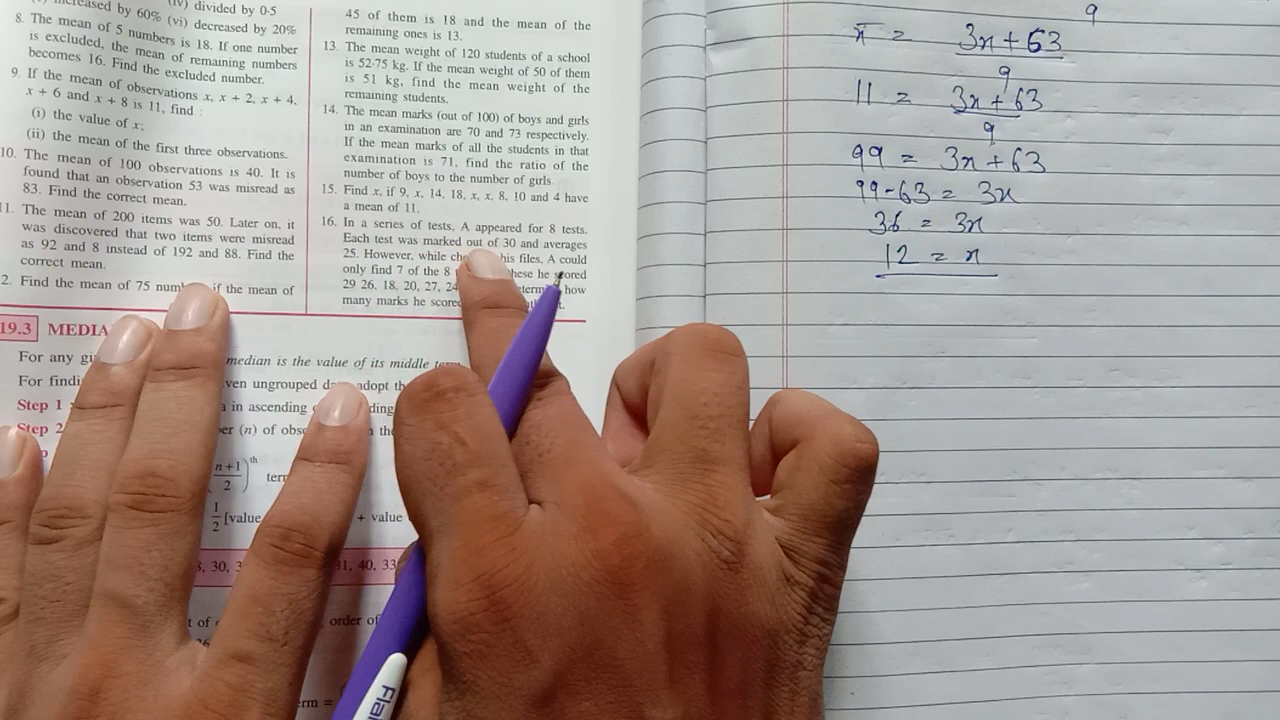 increased by 60% (vi) decreased by 20%
(iv) divided by 0·5
8. The mean of 5 numbers is 18. If one number
is excluded, the mean of remaining numbers
becomes 16. Find the excluded number.
9. If the mean of observations x, x + 2, x + 4,
x + 6 and x + 8 is 11, find :
(i) the value of x;
(ii) the mean of the first three observations.
10. The mean of 100 observations is 40. It is
found that an observation 53 was misread as
83. Find the correct mean.
11. The mean of 200 items was 50. Later on, it
was discovered that two items were misread
as 92 and 8 instead of 192 and 88. Find the
correct mean.
2. Find the mean of 75 if the mean of
45 of them is 18 and the mean of the
remaining ones is 13.
13. The mean weight of 120 students of a school
is 52·75 kg. If the mean weight of 50 of them
is 51 kg, find the mean weight of the
remaining students.
14. The mean marks (out of 100) of boys and girls
in an examination are 70 and 73 respectively.
If the mean marks of all the students in that
examination is 71, find the ratio of the
number of boys to the number of girls.
15. Find x, if 9, x, 14, 18, x, x, 8, 10 and 4 have
a mean of 11.
16. In a series of tests, A appeared for 8 tests.
Each test was marked out of 30 and averages
25. However, while his files, A could
only find 7 of the 8
29 26, 18, 20, 27, 24 how
many marks he scored
19.3 MEDIA
For any median is the value of its middle
For ven ungrouped adopt
Step 1 in ascending
Step 2 (n) of
(n+1/2)th
1/2 [value + value
31, 40, 33
order of
9
x̄ = 3x+63
9
11 = 3x+63
9
99 = 3x+63
99-63 = 3x
36 = 3x
12 = x
Flai